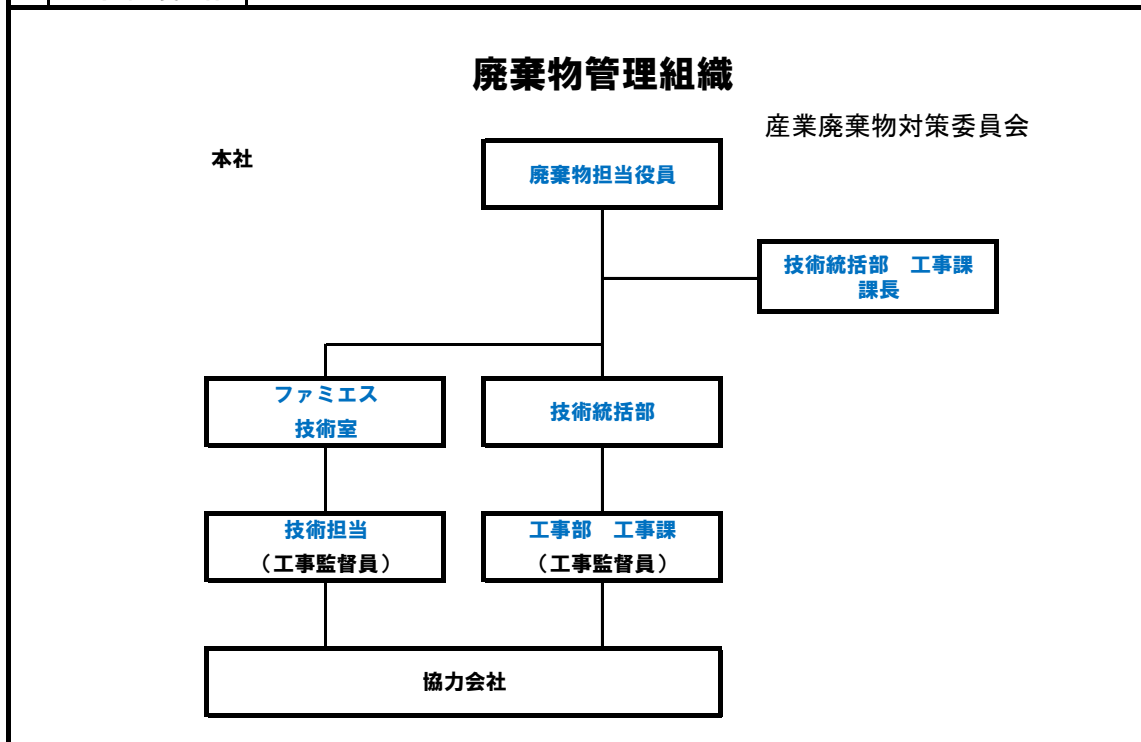 廃棄物管理組織
産業廃棄物対策委員会
本社
廃棄物担当役員
技術統括部　工事課
課長
ファミエス
技術室
技術統括部
技術担当
（工事監督員）
工事部　工事課
（工事監督員）
協力会社